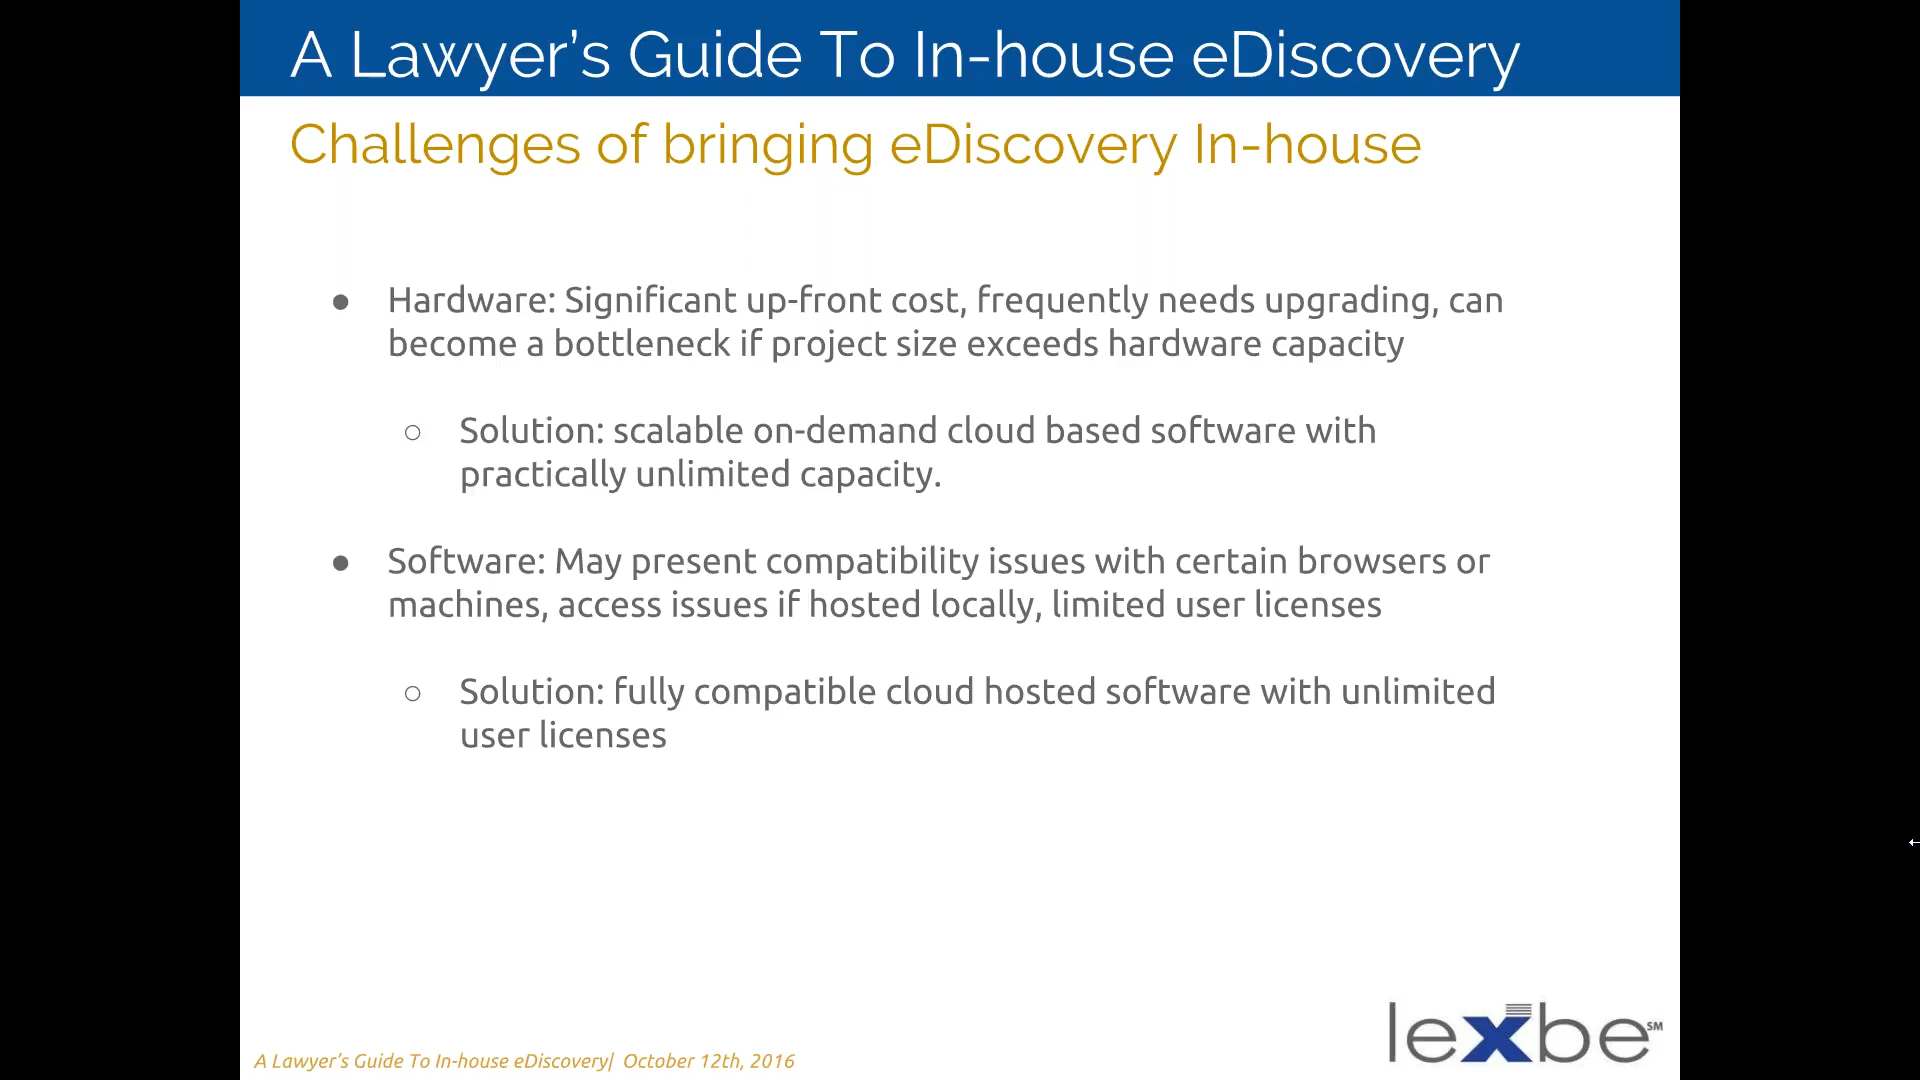 A Lawyer’s Guide To In-house eDiscovery
Challenges of bringing eDiscovery In-house
● Hardware: Significant up-front cost, frequently needs upgrading, can
become a bottleneck if project size exceeds hardware capacity
○ Solution: scalable on-demand cloud based software with
practically unlimited capacity.
● Software: May present compatibility issues with certain browsers or
machines, access issues if hosted locally, limited user licenses
○ Solution: fully compatible cloud hosted software with unlimited
user licenses
lexbe SM
A Lawyer’s Guide To In-house eDiscovery| October 12th, 2016